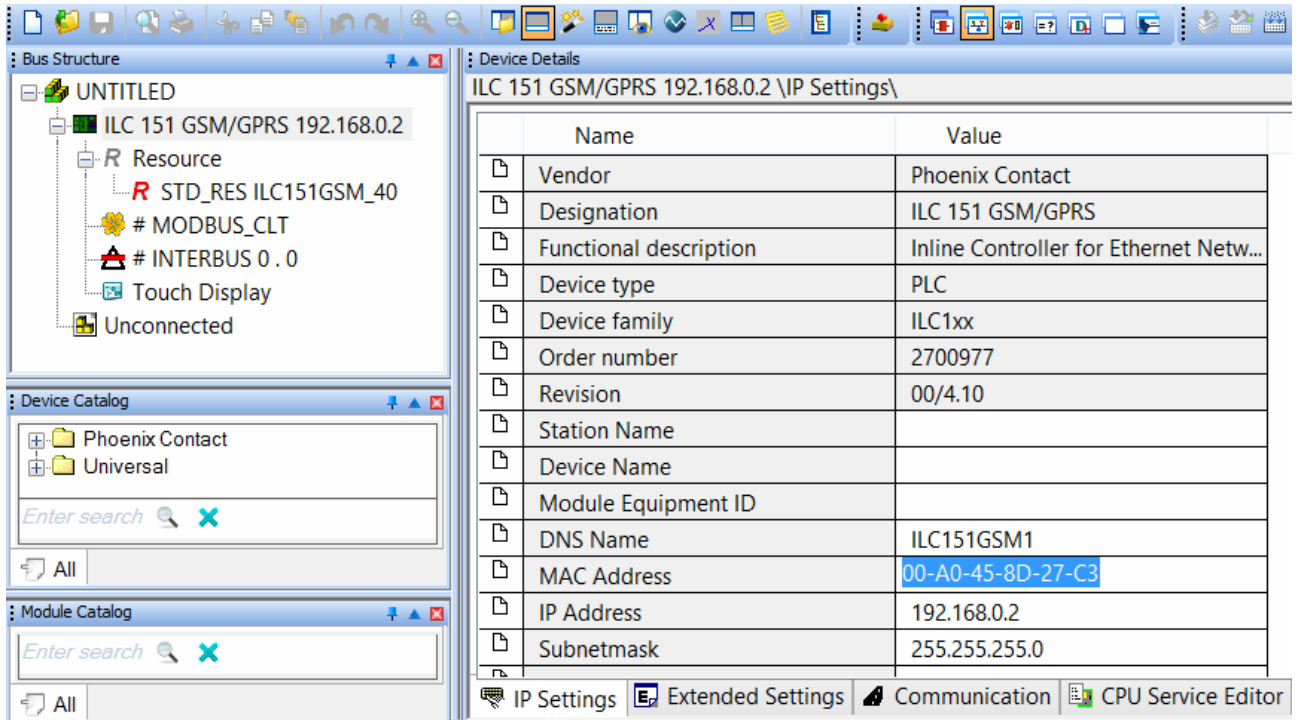 Bus Structure
UNTITLED
ILC 151 GSM/GPRS 192.168.0.2
R Resource
R STD_RES ILC151GSM_40
# MODBUS_CLT
# INTERBUS 0 . 0
Touch Display
Unconnected
Device Catalog
Phoenix Contact
Universal
Enter search
All
Module Catalog
Enter search
All
Device Details
ILC 151 GSM/GPRS 192.168.0.2 \IP Settings\
Name Value
Vendor Phoenix Contact
Designation ILC 151 GSM/GPRS
Functional description Inline Controller for Ethernet Netw...
Device type PLC
Device family ILC1xx
Order number 2700977
Revision 00/4.10
Station Name
Device Name
Module Equipment ID
DNS Name ILC151GSM1
MAC Address 00-A0-45-8D-27-C3
IP Address 192.168.0.2
Subnetmask 255.255.255.0
IP Settings Extended Settings Communication CPU Service Editor